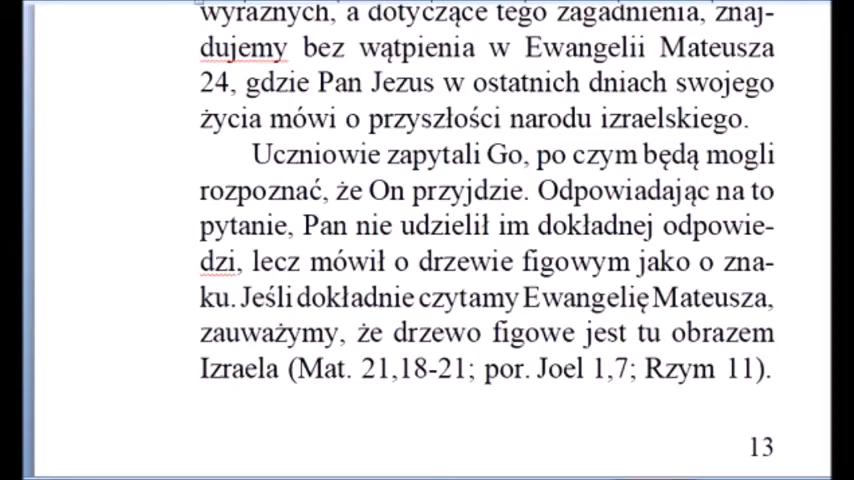 wyraźnych, a dotyczące tego zagadnienia, znaj-
dujemy bez wątpienia w Ewangelii Mateusza
24, gdzie Pan Jezus w ostatnich dniach swojego
życia mówi o przyszłości narodu izraelskiego.
Uczniowie zapytali Go, po czym będą mogli
rozpoznać, że On przyjdzie. Odpowiadając na to
pytanie, Pan nie udzielił im dokładnej odpowie-
dzi, lecz mówił o drzewie figowym jako o zna-
ku. Jeśli dokładnie czytamy Ewangelię Mateusza,
zauważymy, że drzewo figowe jest tu obrazem
Izraela (Mat. 21,18-21; por. Joel 1,7; Rzym 11).
13